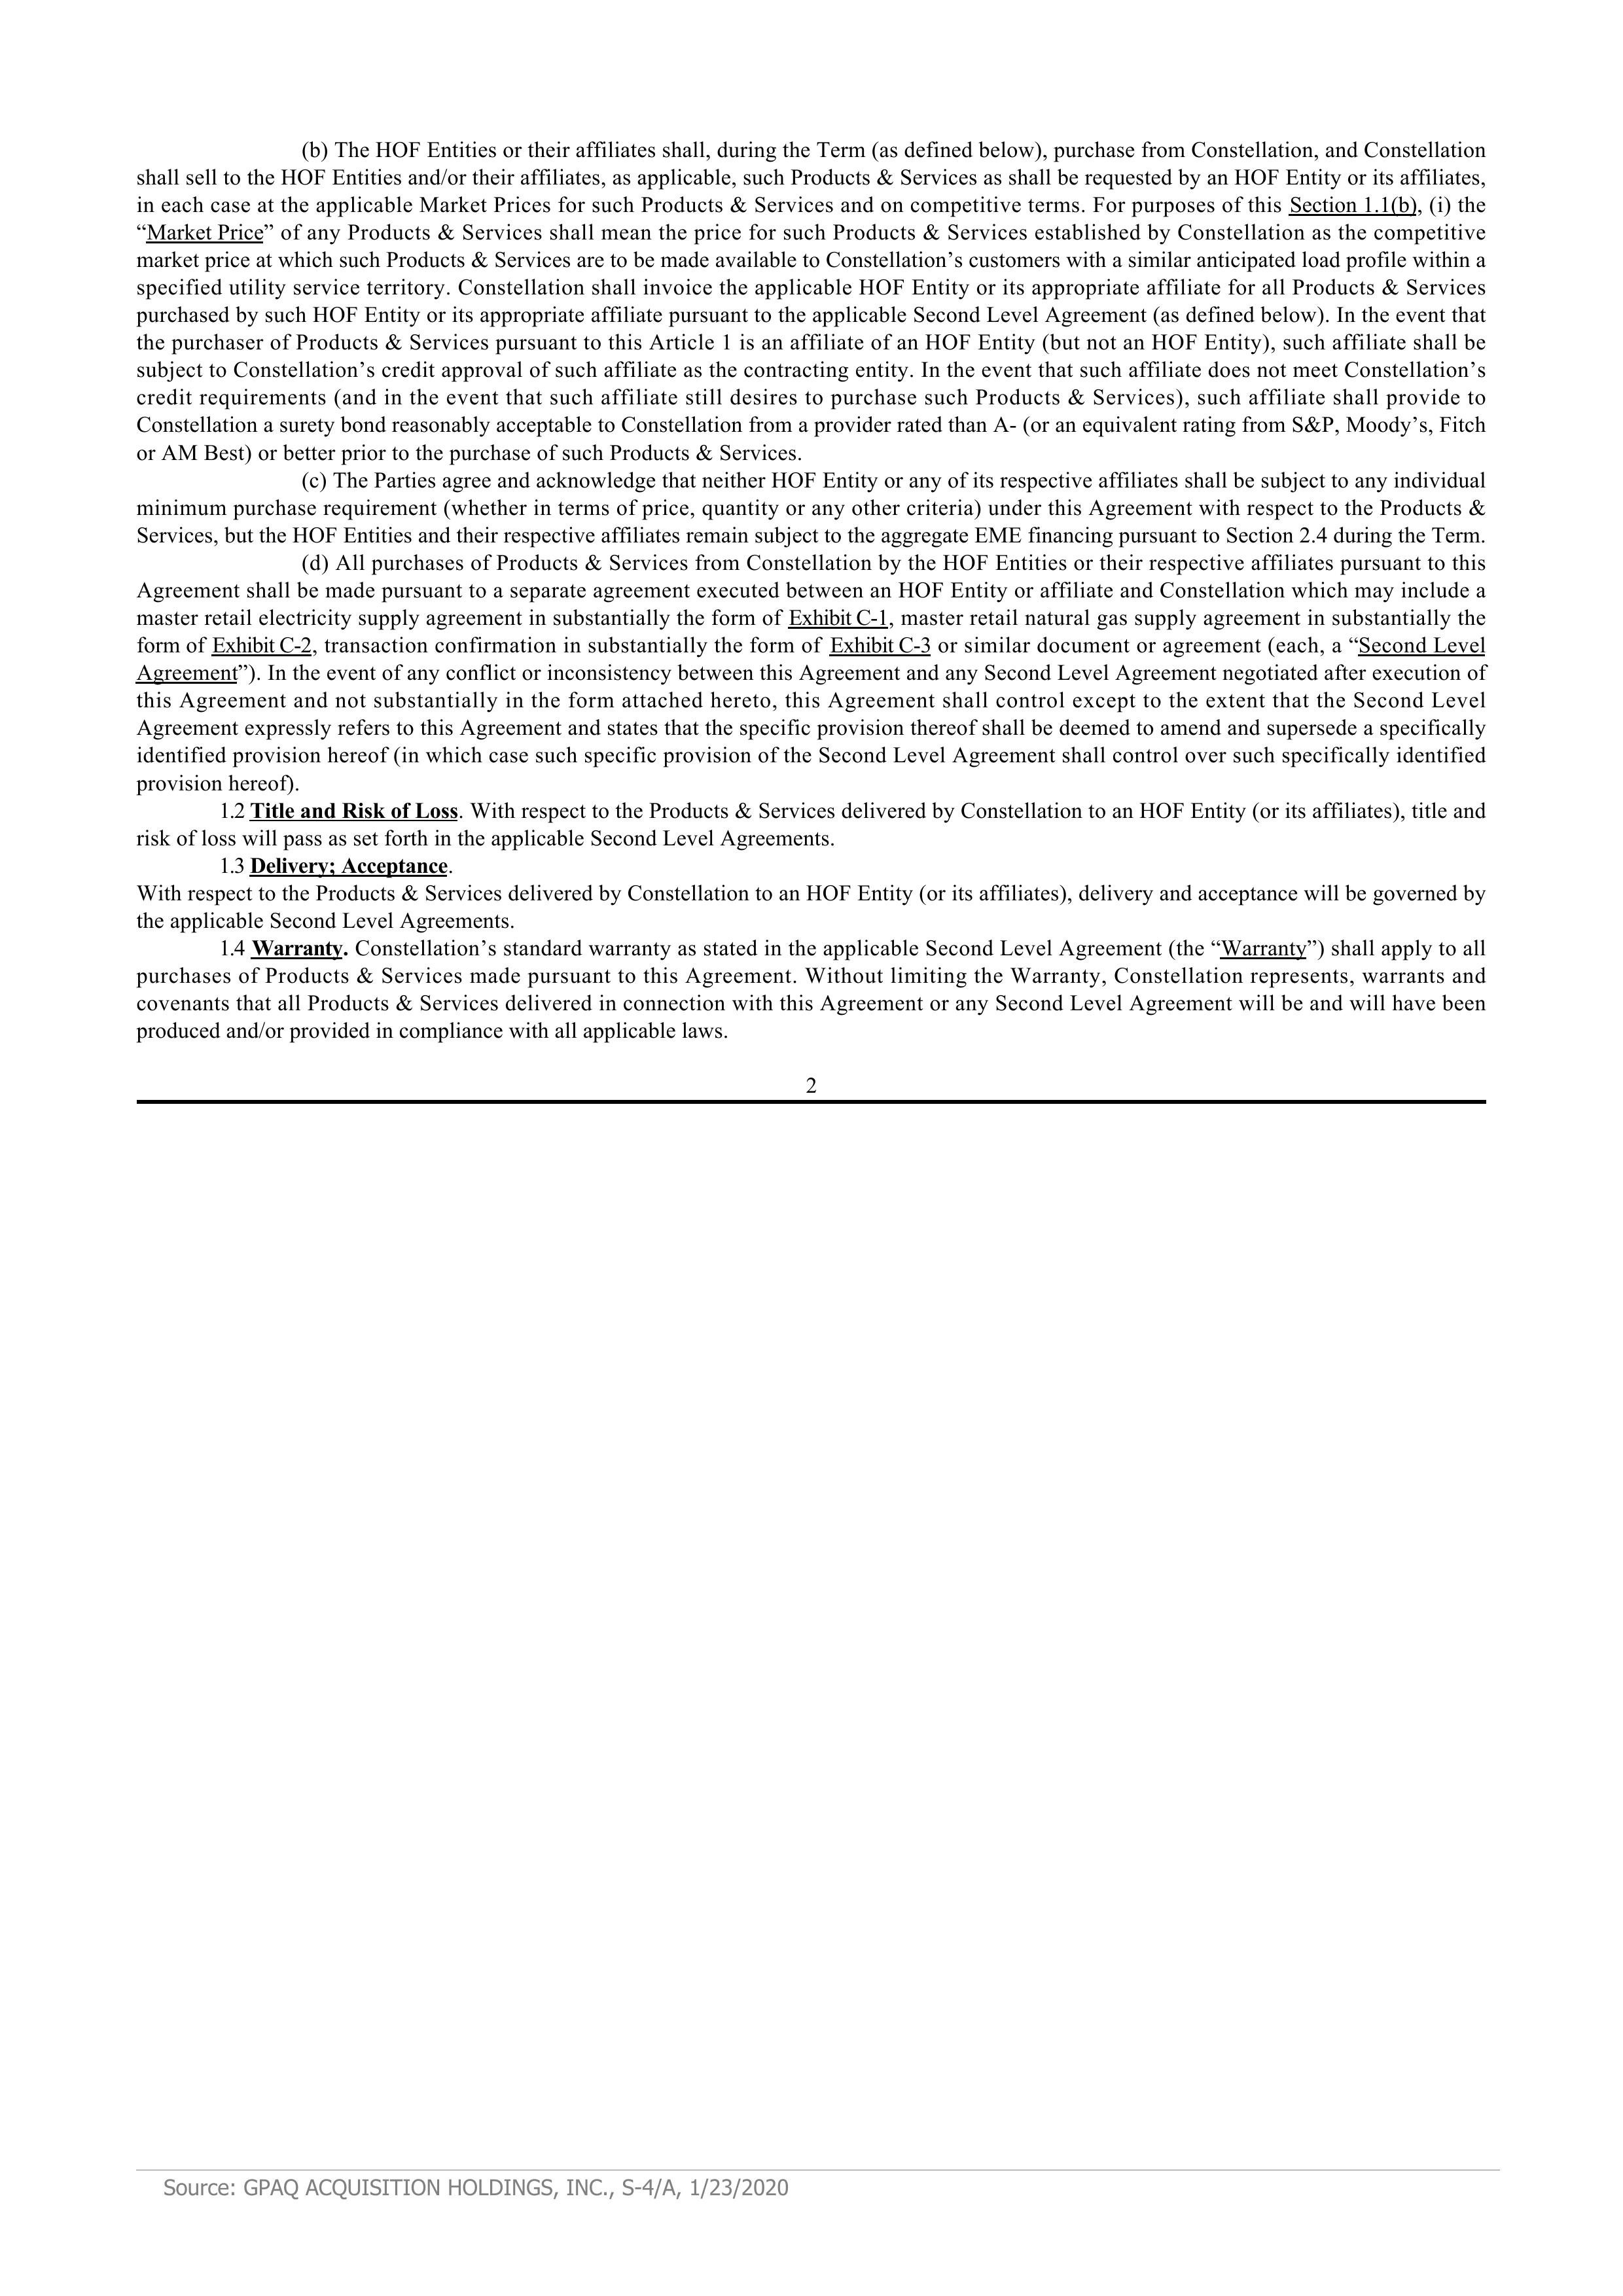 (b) The HOF Entities or their affiliates shall, during the Term (as defined below), purchase from Constellation, and Constellation
shall sell to the HOF Entities and/or their affiliates, as applicable, such Products & Services as shall be requested by an HOF Entity or its affiliates,
in each case at the applicable Market Prices for such Products & Services and on competitive terms. For purposes of this Section 1.1(b), (i) the
“Market Price” of any Products & Services shall mean the price for such Products & Services established by Constellation as the competitive
market price at which such Products & Services are to be made available to Constellation’s customers with a similar anticipated load profile within a
specified utility service territory. Constellation shall invoice the applicable HOF Entity or its appropriate affiliate for all Products & Services
purchased by such HOF Entity or its appropriate affiliate pursuant to the applicable Second Level Agreement (as defined below). In the event that
the purchaser of Products & Services pursuant to this Article 1 is an affiliate of an HOF Entity (but not an HOF Entity), such affiliate shall be
subject to Constellation’s credit approval of such affiliate as the contracting entity. In the event that such affiliate does not meet Constellation’s
credit requirements (and in the event that such affiliate still desires to purchase such Products & Services), such affiliate shall provide to
Constellation a surety bond reasonably acceptable to Constellation from a provider rated than A- (or an equivalent rating from S&P, Moody’s, Fitch
or AM Best) or better prior to the purchase of such Products & Services.
(c) The Parties agree and acknowledge that neither HOF Entity or any of its respective affiliates shall be subject to any individual
minimum purchase requirement (whether in terms of price, quantity or any other criteria) under this Agreement with respect to the Products &
Services, but the HOF Entities and their respective affiliates remain subject to the aggregate EME financing pursuant to Section 2.4 during the Term.
(d) All purchases of Products & Services from Constellation by the HOF Entities or their respective affiliates pursuant to this
Agreement shall be made pursuant to a separate agreement executed between an HOF Entity or affiliate and Constellation which may include a
master retail electricity supply agreement in substantially the form of Exhibit C-1, master retail natural gas supply agreement in substantially the
form of Exhibit C-2, transaction confirmation in substantially the form of Exhibit C-3 or similar document or agreement (each, a “Second Level
Agreement”). In the event of any conflict or inconsistency between this Agreement and any Second Level Agreement negotiated after execution of
this Agreement and not substantially in the form attached hereto, this Agreement shall control except to the extent that the Second Level
Agreement expressly refers to this Agreement and states that the specific provision thereof shall be deemed to amend and supersede a specifically
identified provision hereof (in which case such specific provision of the Second Level Agreement shall control over such specifically identified
provision hereof).
1.2 Title and Risk of Loss. With respect to the Products & Services delivered by Constellation to an HOF Entity (or its affiliates), title and
risk of loss will pass as set forth in the applicable Second Level Agreements.
1.3 Delivery; Acceptance.
With respect to the Products & Services delivered by Constellation to an HOF Entity (or its affiliates), delivery and acceptance will be governed by
the applicable Second Level Agreements.
1.4 Warranty. Constellation’s standard warranty as stated in the applicable Second Level Agreement (the “Warranty”) shall apply to all
purchases of Products & Services made pursuant to this Agreement. Without limiting the Warranty, Constellation represents, warrants and
covenants that all Products & Services delivered in connection with this Agreement or any Second Level Agreement will be and will have been
produced and/or provided in compliance with all applicable laws.
2
Source: GPAQ ACQUISITION HOLDINGS, INC., S-4/A, 1/23/2020